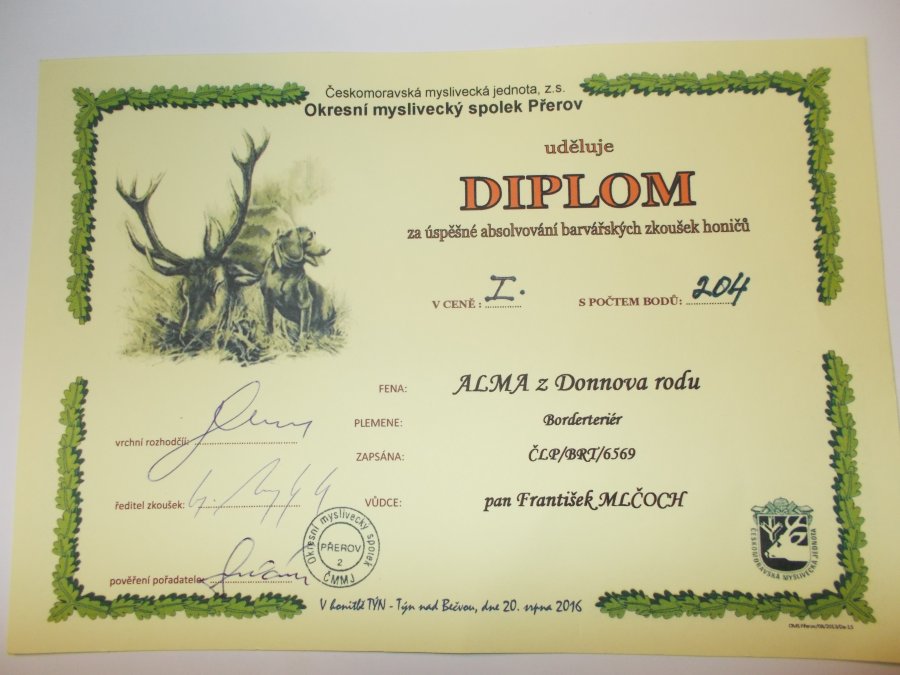 Českomoravská myslivecká jednota, z.s.
Okresní myslivecký spolek Přerov
uděluje
DIPLOM
za úspěšné absolvování barvářských zkoušek honičů
V CENĚ : I.
S POČTEM BODŮ: 204
FENA: ALMA z Donnova rodu
PLEMENE: Borderteriér
ZAPSÁNA: ČLP/BRT/6569
VŮDCE: pan František MLČOCH
vrchní rozhodčí:
ředitel zkoušek:
pověření pořadatele:
Okresní myslivecký spolek
PŘEROV
2
ČMMJ
ČESKOMORAVSKÁ MYSLIVECKÁ JEDNOTA
V honitbě TÝN - Týn nad Bečvou, dne 20. srpna 2016